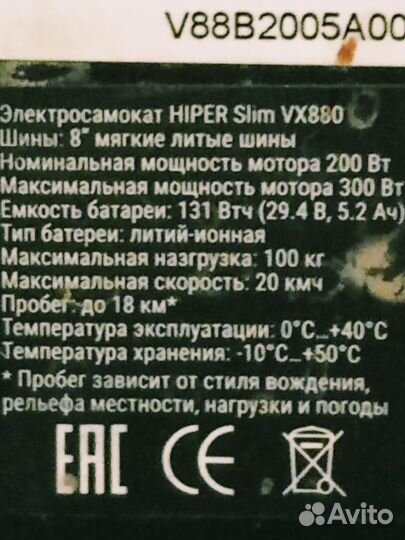 V88B2005A00
Электросамокат HIPER Slim VX880
Шины: 8" мягкие литые шины
Номинальная мощность мотора 200 Вт
Максимальная мощность мотора 300 Вт
Емкость батареи: 131 Втч (29.4 В, 5.2 Ач)
Тип батареи: литий-ионная
Максимальная назгрузка: 100 кг
Максимальная скорость: 20 кмч
Пробег: до 18 км*
Температура эксплуатации: 0°C_+40°C
Температура хранения: -10°C_+50°C
* Пробег зависит от стиля вождения,
рельефа местности, нагрузки и погоды
EAC CE
Avito